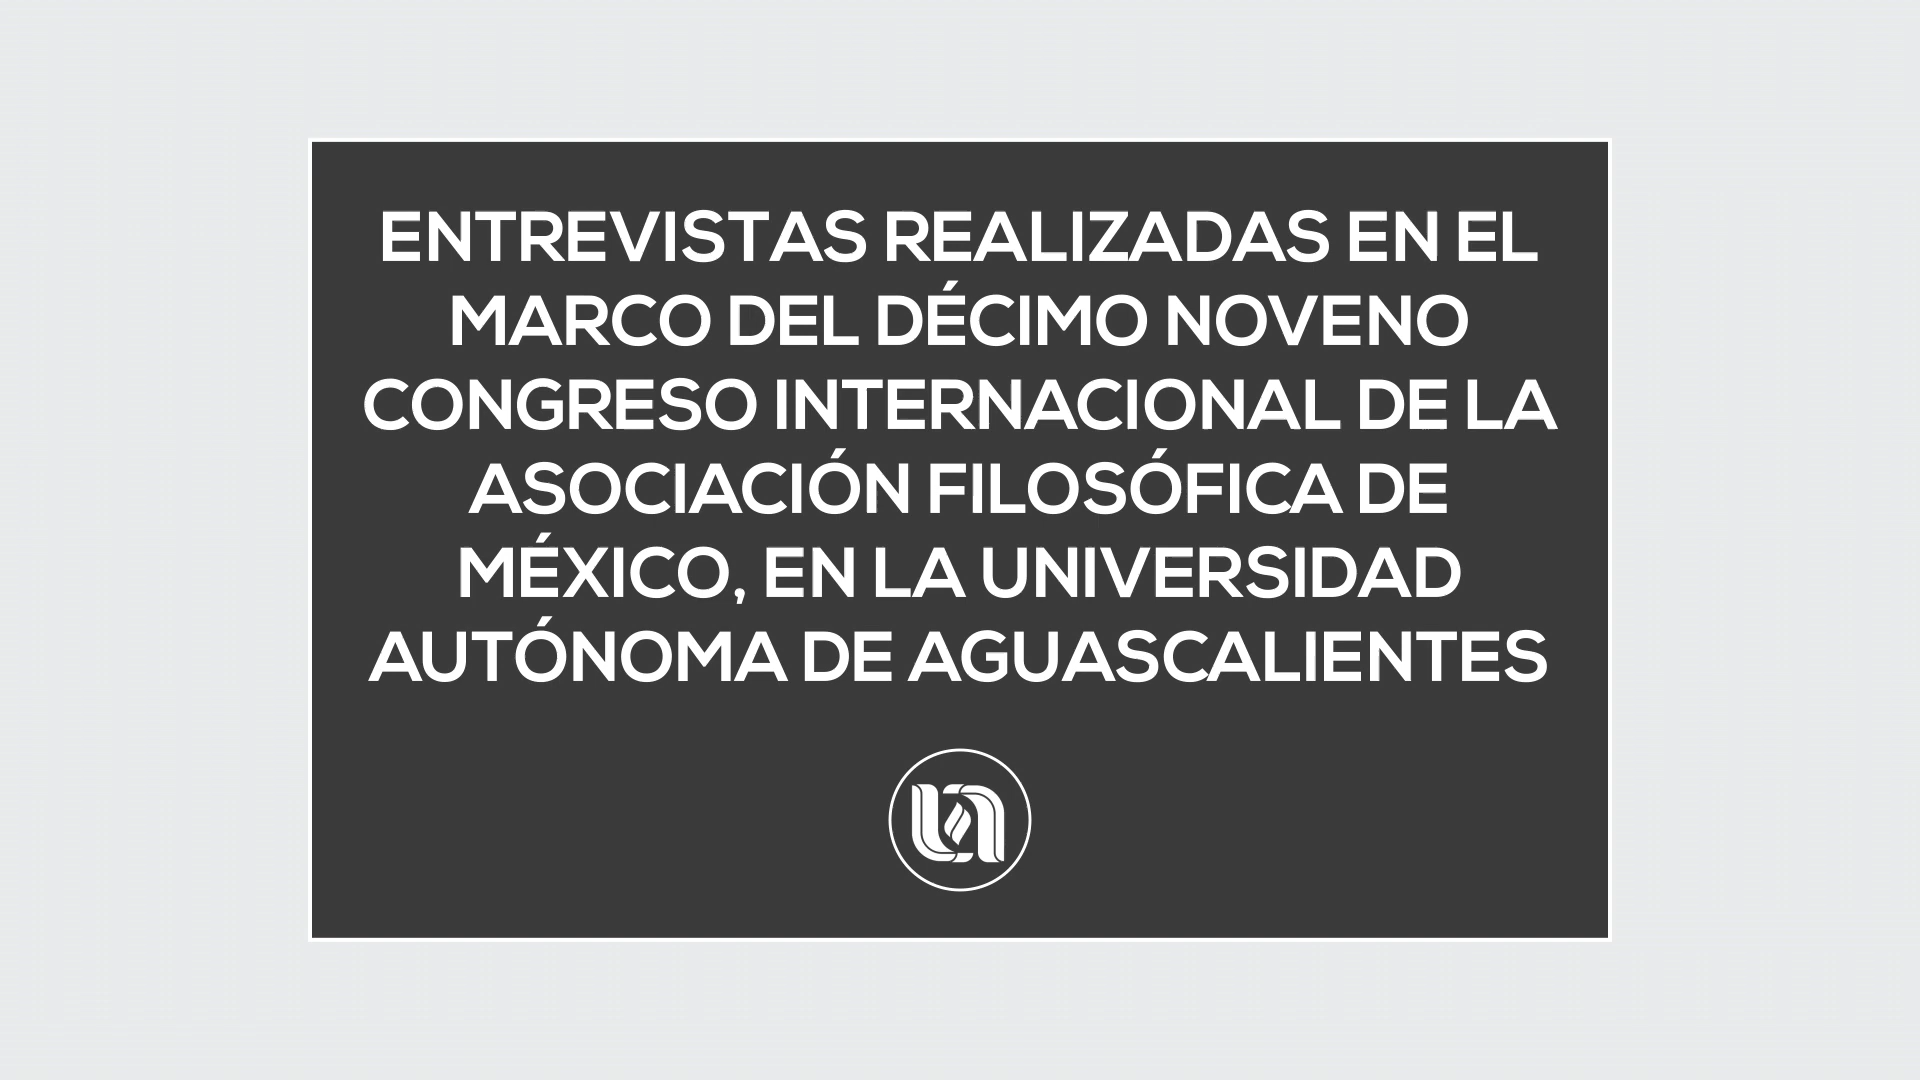 ENTREVISTAS REALIZADAS EN EL
MARCO DEL DÉCIMO NOVENO
CONGRESO INTERNACIONAL DE LA
ASOCIACIÓN FILOSÓFICA DE
MÉXICO, EN LA UNIVERSIDAD
AUTÓNOMA DE AGUASCALIENTES